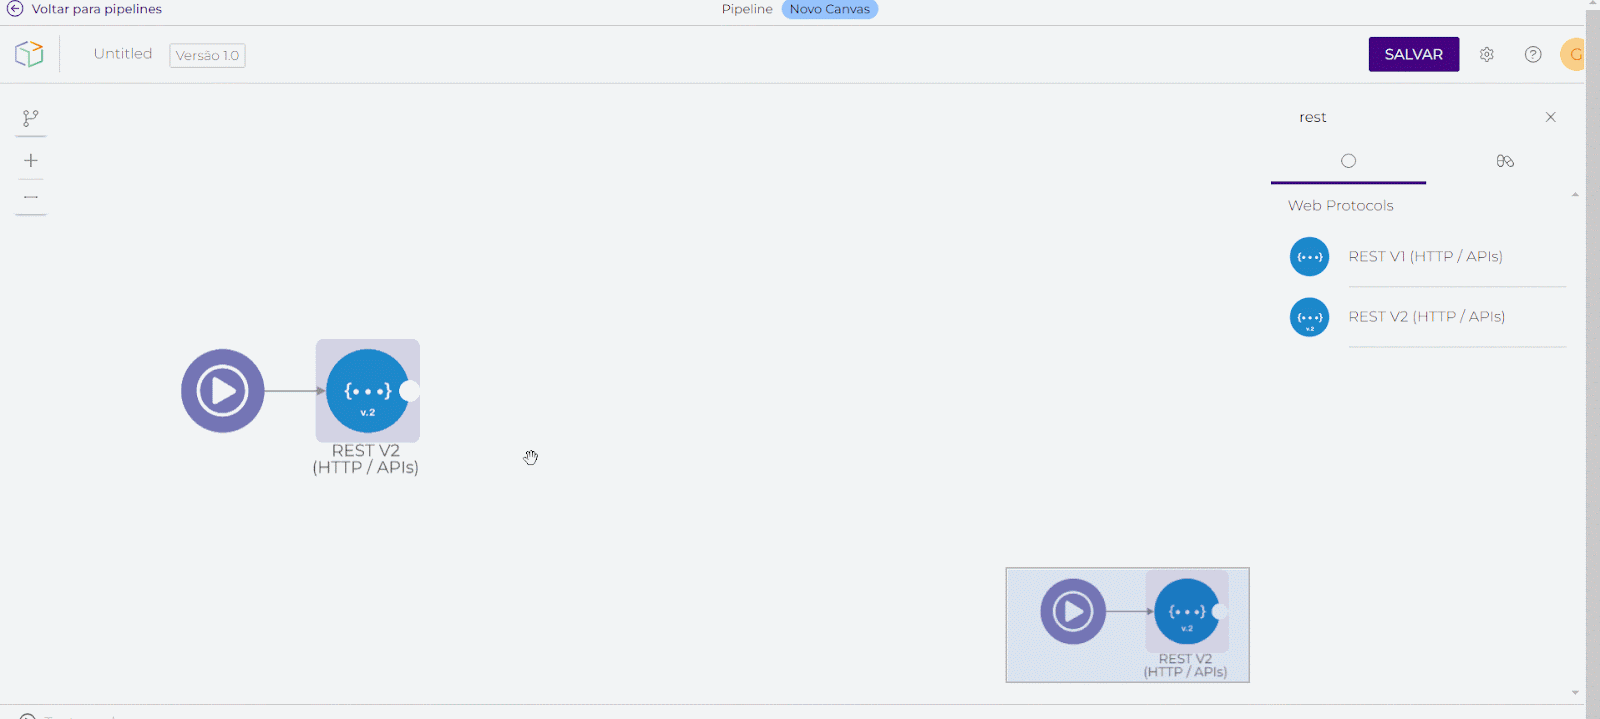 Voltar para pipelines
Pipeline Novo Canvas
Untitled Versão 1.0
SALVAR
G
rest
Web Protocols
{•••} REST V1 (HTTP / APIs)
{•••} v.2 REST V2 (HTTP / APIs)
{•••}
v.2
REST V2
(HTTP / APIs)
{•••}
v.2
REST V2
(HTTP / APIs)